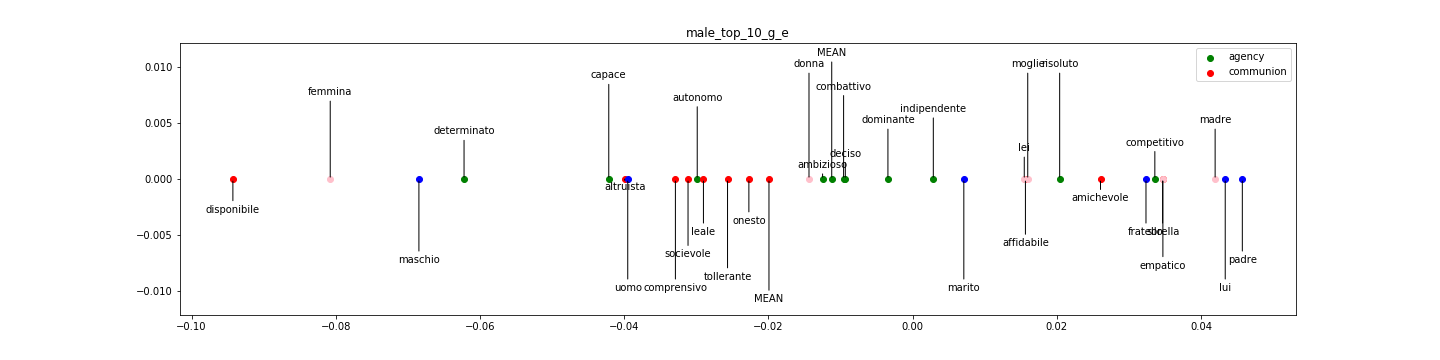 male_top_10_g_e
agency
communion
0.010
0.005
0.000
−0.005
−0.010
MEAN
donna
moglie
risoluto
capace
combattivo
femmina
autonomo
indipendente
determinato
dominante
madre
competitivo
lei
deciso
ambizioso
altruista
amichevole
disponibile
onesto
leale
fratello
sorella
affidabile
socievole
maschio
empatico
padre
tollerante
uomo
comprensivo
marito
lui
MEAN
−0.10
−0.08
−0.06
−0.04
−0.02
0.00
0.02
0.04